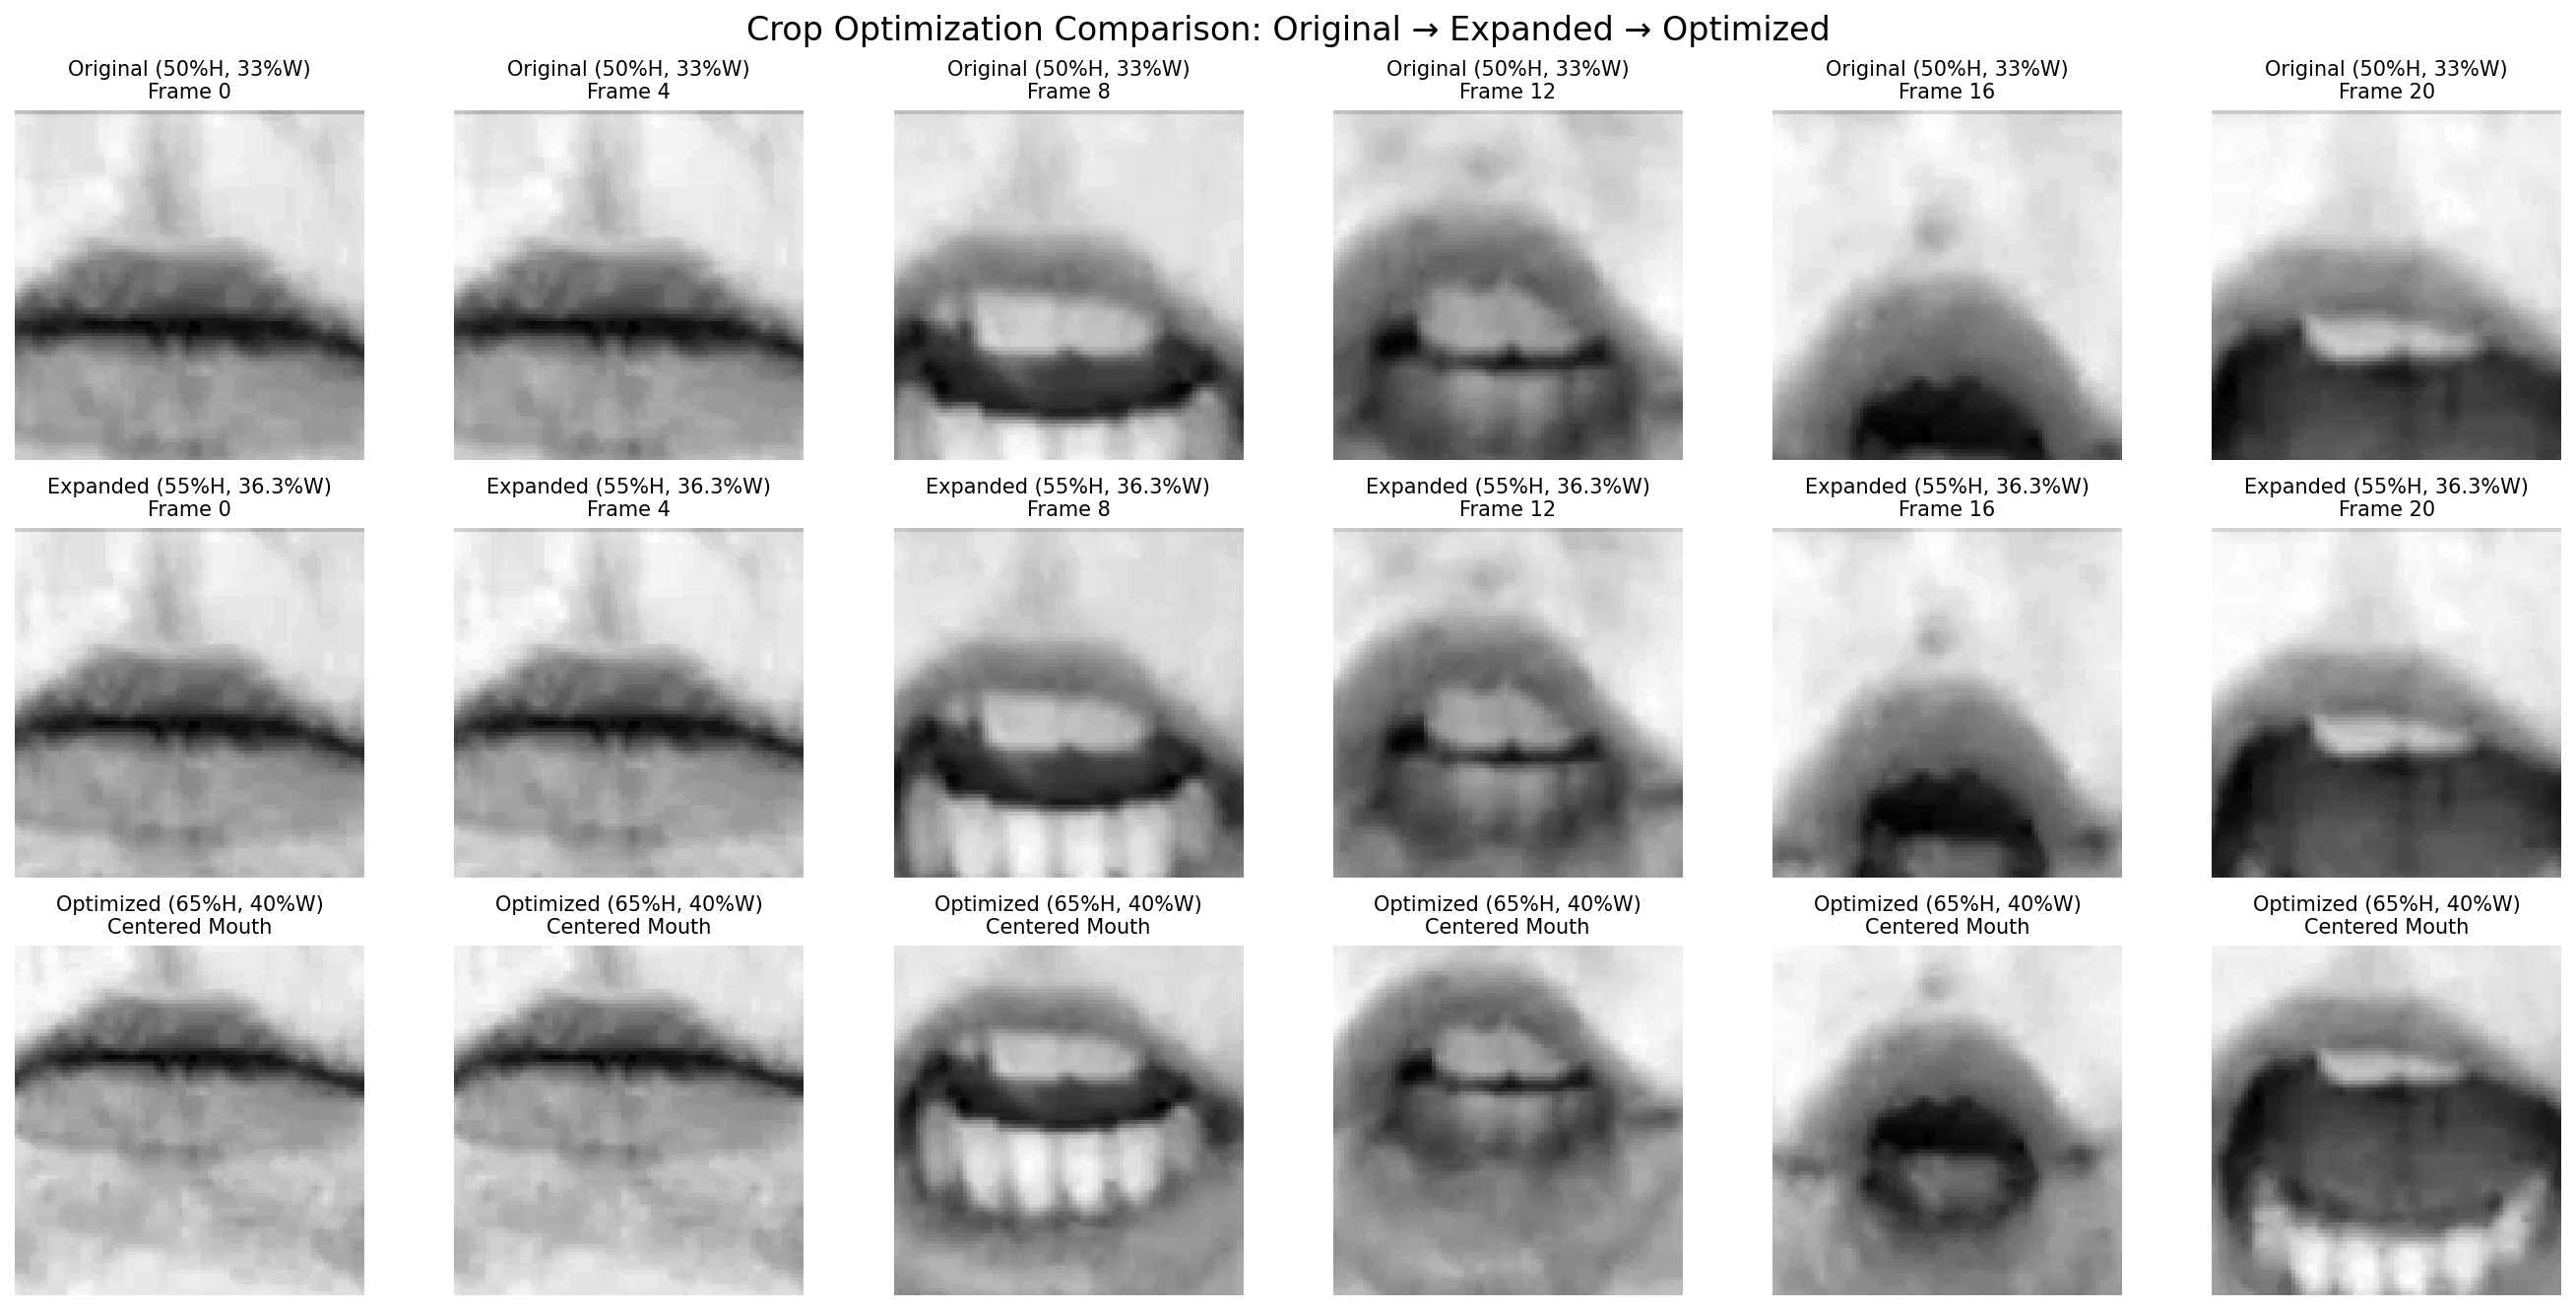 Crop Optimization Comparison: Original → Expanded → Optimized
Original (50%H, 33%W)
Frame 0
Original (50%H, 33%W)
Frame 4
Original (50%H, 33%W)
Frame 8
Original (50%H, 33%W)
Frame 12
Original (50%H, 33%W)
Frame 16
Original (50%H, 33%W)
Frame 20
Expanded (55%H, 36.3%W)
Frame 0
Expanded (55%H, 36.3%W)
Frame 4
Expanded (55%H, 36.3%W)
Frame 8
Expanded (55%H, 36.3%W)
Frame 12
Expanded (55%H, 36.3%W)
Frame 16
Expanded (55%H, 36.3%W)
Frame 20
Optimized (65%H, 40%W)
Centered Mouth
Optimized (65%H, 40%W)
Centered Mouth
Optimized (65%H, 40%W)
Centered Mouth
Optimized (65%H, 40%W)
Centered Mouth
Optimized (65%H, 40%W)
Centered Mouth
Optimized (65%H, 40%W)
Centered Mouth